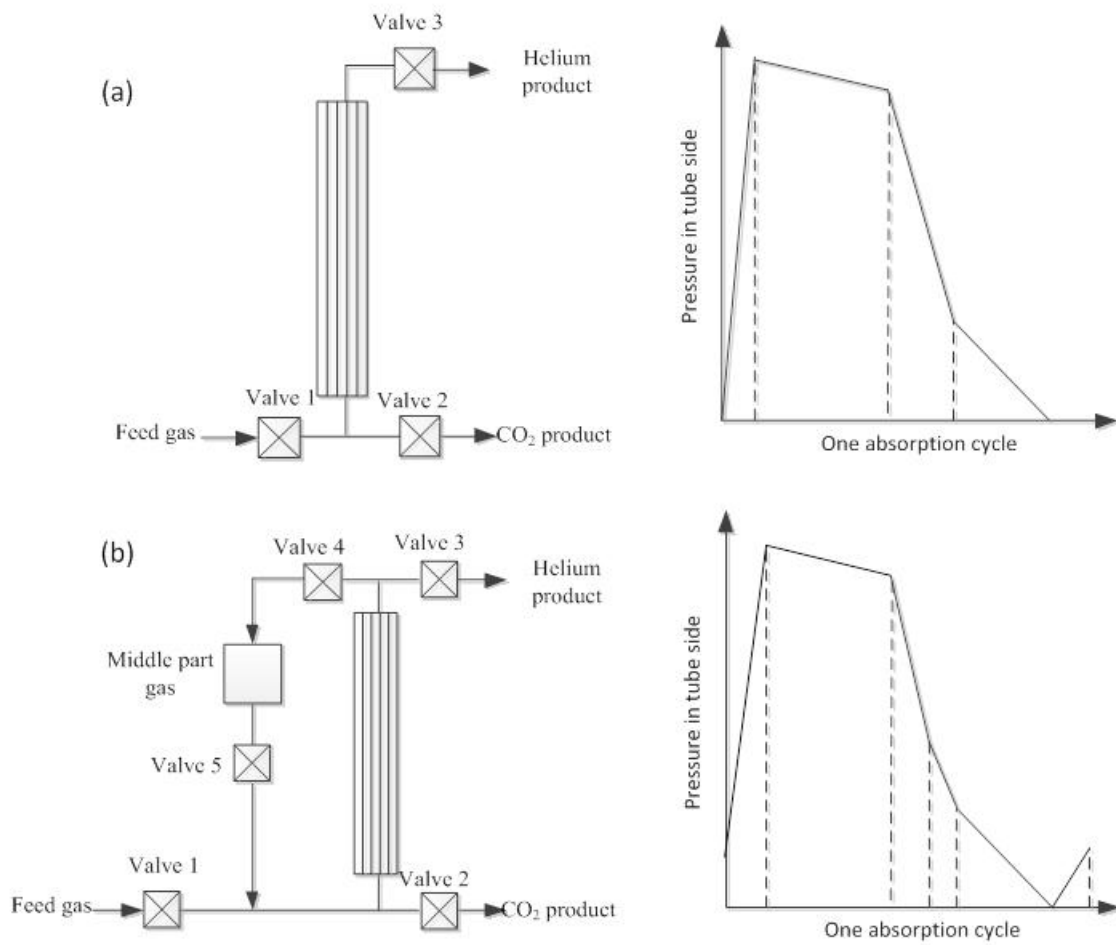 (a)
Valve 3
Helium
product
Valve 1
Valve 2
Feed gas
CO₂ product
Pressure in tube side
One absorption cycle
(b)
Valve 4
Valve 3
Helium
product
Middle part
gas
Valve 5
Valve 1
Valve 2
Feed gas
CO₂ product
Pressure in tube side
One absorption cycle